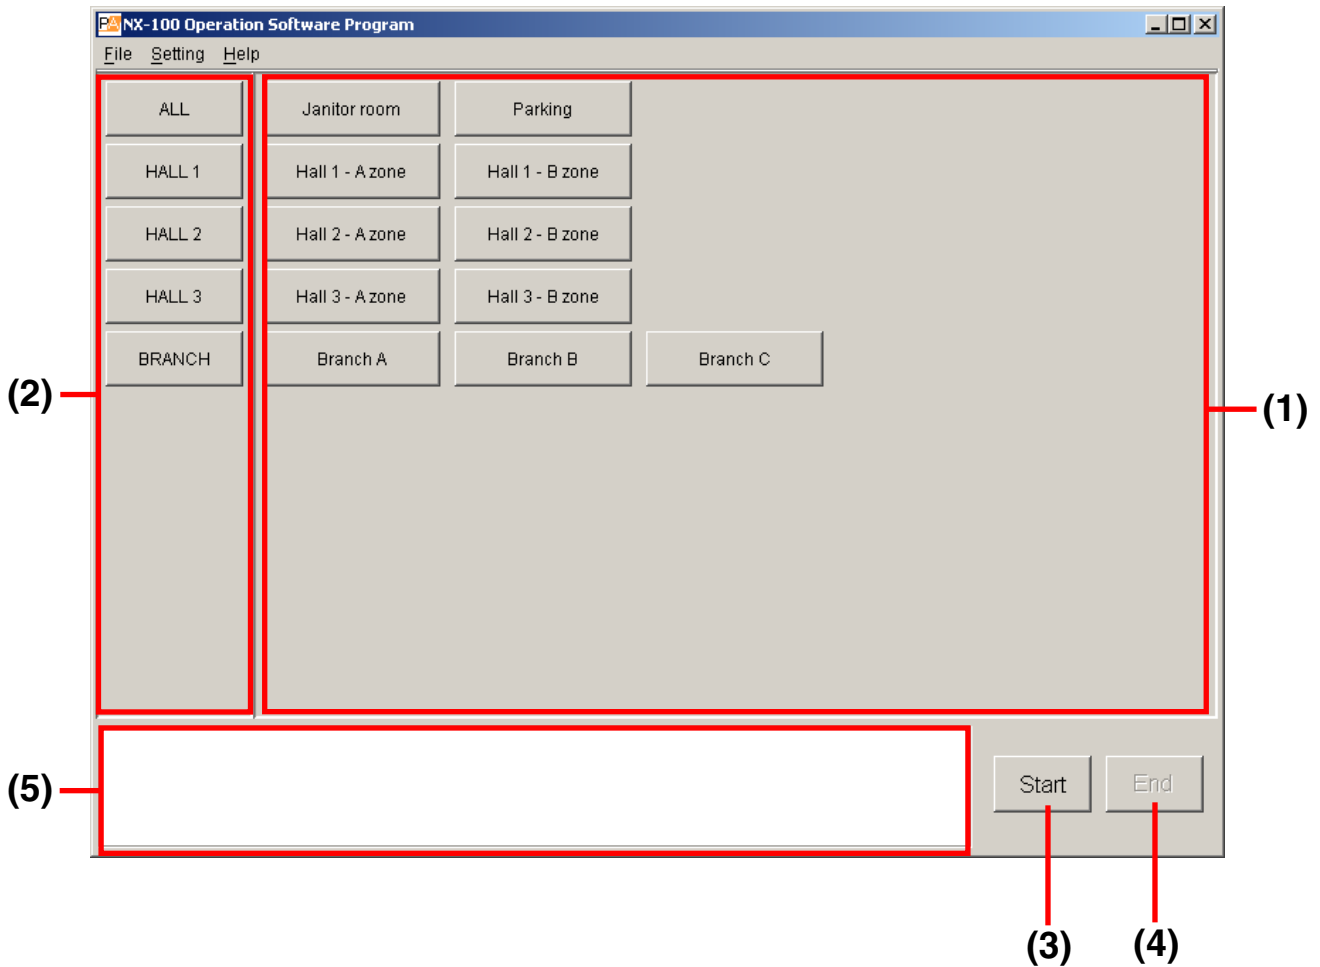 PA NX-100 Operation Software Program
File Setting Help
ALL Janitor room Parking
HALL 1 Hall 1 - A zone Hall 1 - B zone
HALL 2 Hall 2 - A zone Hall 2 - B zone
HALL 3 Hall 3 - A zone Hall 3 - B zone
BRANCH Branch A Branch B Branch C
(2)
(1)
(5)
Start End
(3) (4)